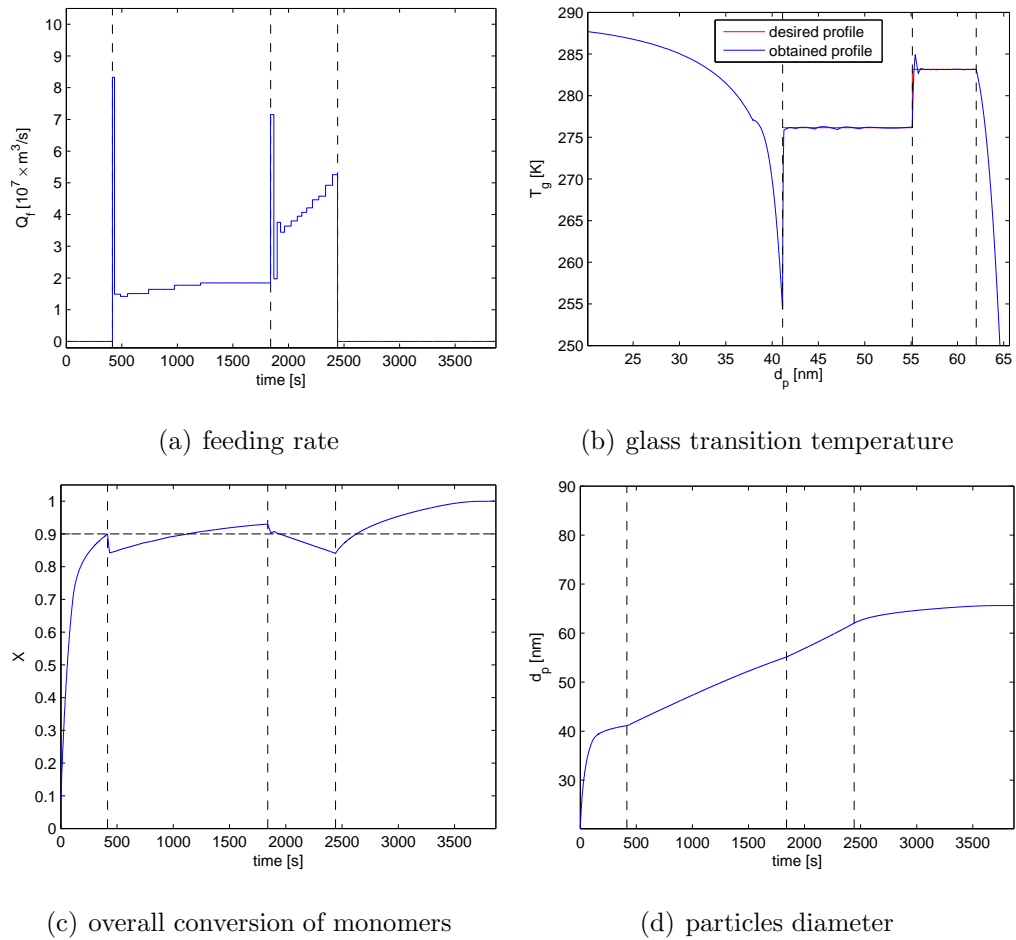 10
9
8
7
6
5
4
3
2
1
0
Q_f [10^7 × m^3/s]
0 500 1000 1500 2000 2500 3000 3500
time [s]
(a) feeding rate
290
285
280
275
270
265
260
255
250
T_g [K]
desired profile
obtained profile
25 30 35 40 45 50 55 60 65
d_p [nm]
(b) glass transition temperature
1
0.9
0.8
0.7
0.6
0.5
0.4
0.3
0.2
0.1
0
X
0 500 1000 1500 2000 2500 3000 3500
time [s]
(c) overall conversion of monomers
90
80
70
60
50
40
30
d_p [nm]
0 500 1000 1500 2000 2500 3000 3500
time [s]
(d) particles diameter